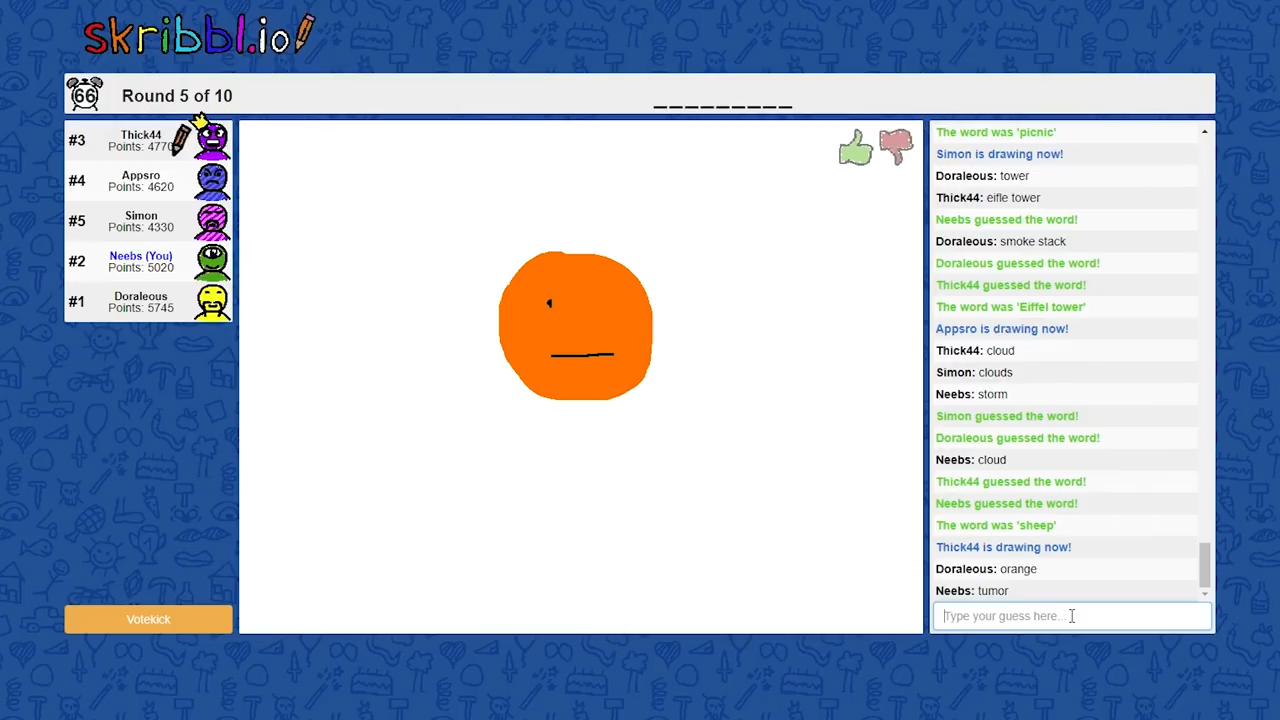 skribbl.io
66
Round 5 of 10
_________
#3
Thick44
Points: 4770
#4
Appsro
Points: 4620
#5
Simon
Points: 4330
#2
Neebs (You)
Points: 5020
#1
Doraleous
Points: 5745
Votekick
The word was 'picnic'
Simon is drawing now!
Doraleous: tower
Thick44: eifle tower
Neebs guessed the word!
Doraleous: smoke stack
Doraleous guessed the word!
Thick44 guessed the word!
The word was 'Eiffel tower'
Appsro is drawing now!
Thick44: cloud
Simon: clouds
Neebs: storm
Simon guessed the word!
Doraleous guessed the word!
Neebs: cloud
Thick44 guessed the word!
Neebs guessed the word!
The word was 'sheep'
Thick44 is drawing now!
Doraleous: orange
Neebs: tumor
Type your guess here...